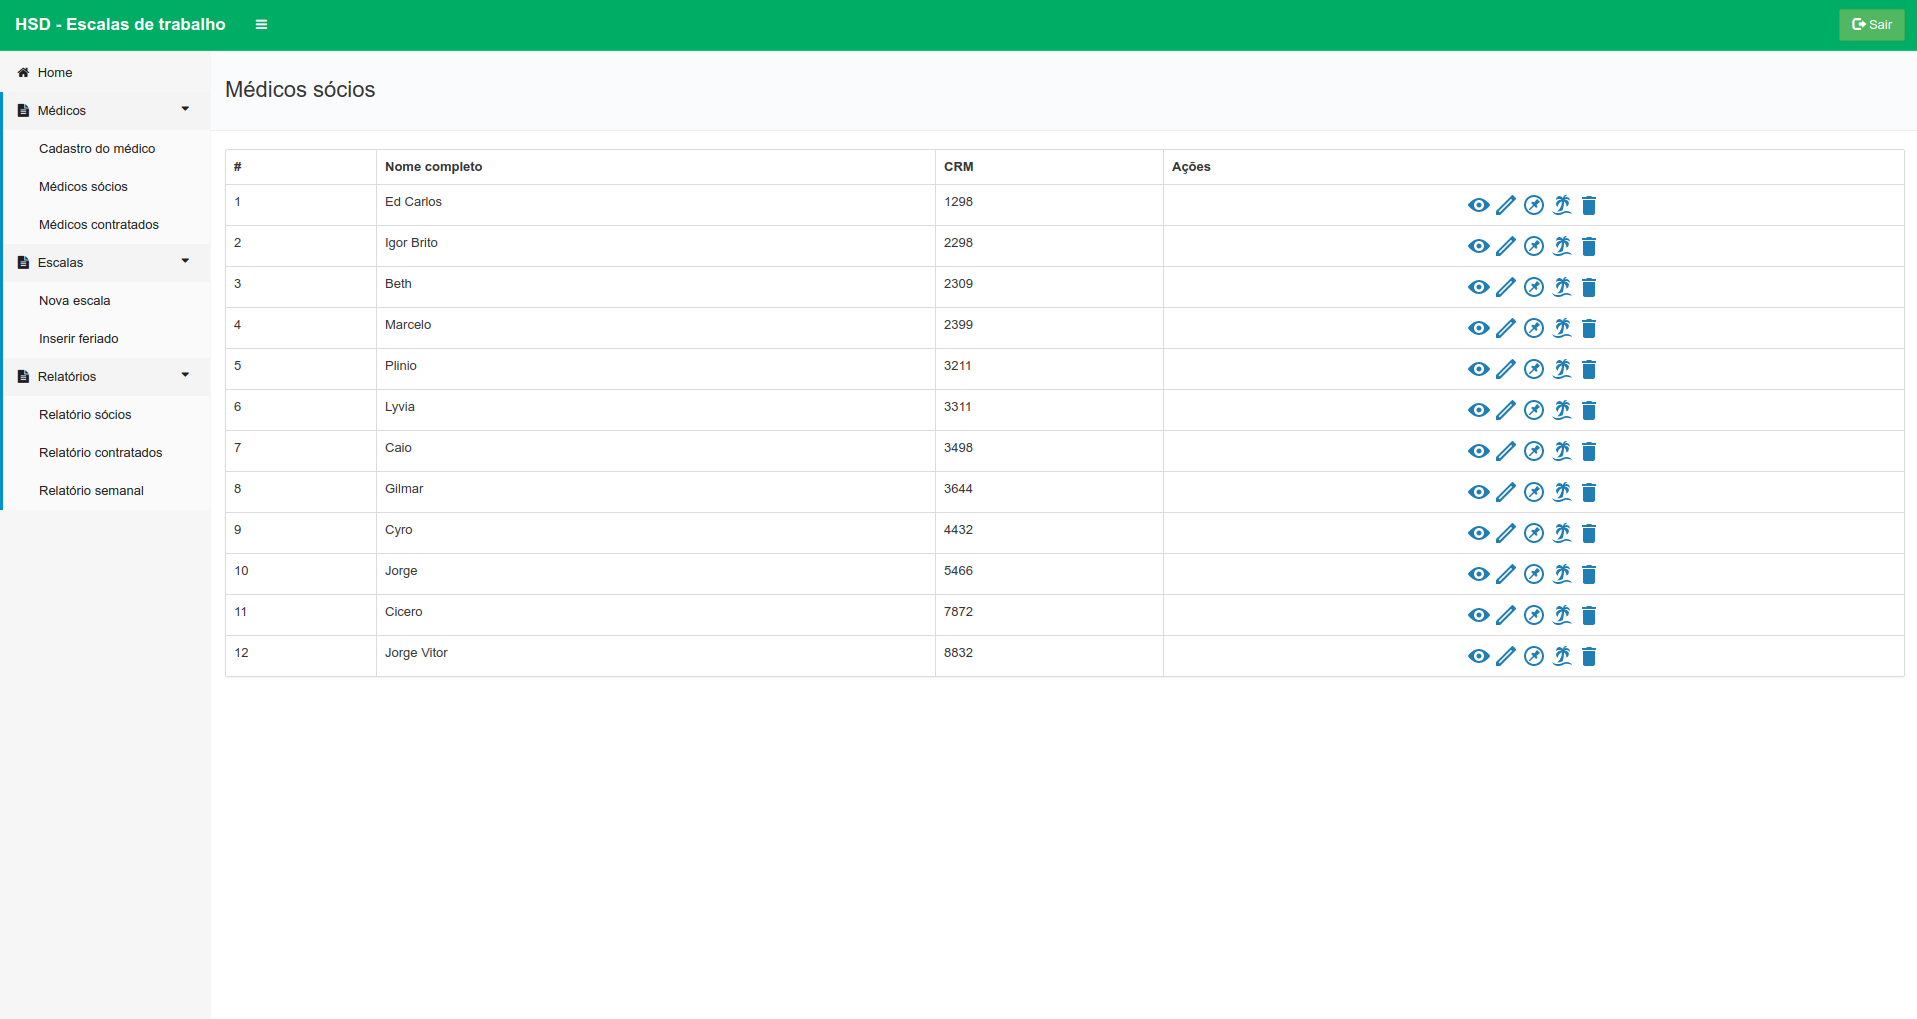 HSD - Escalas de trabalho
Sair
Home
Médicos
Cadastro do médico
Médicos sócios
Médicos contratados
Escalas
Nova escala
Inserir feriado
Relatórios
Relatório sócios
Relatório contratados
Relatório semanal
Médicos sócios
# Nome completo CRM Ações
1 Ed Carlos 1298
2 Igor Brito 2298
3 Beth 2309
4 Marcelo 2399
5 Plinio 3211
6 Lyvia 3311
7 Caio 3498
8 Gilmar 3644
9 Cyro 4432
10 Jorge 5466
11 Cicero 7872
12 Jorge Vitor 8832